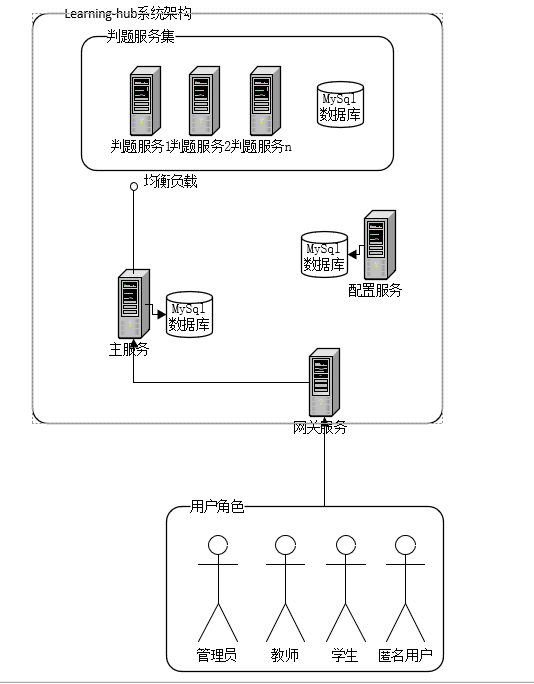 Learning-hub系统架构
判题服务集
MySql
数据库
判题服务1判题服务2判题服务n
均衡负载
MySql
数据库
配置服务
MySql
数据库
主服务
网关服务
用户角色
管理员 教师 学生 匿名用户